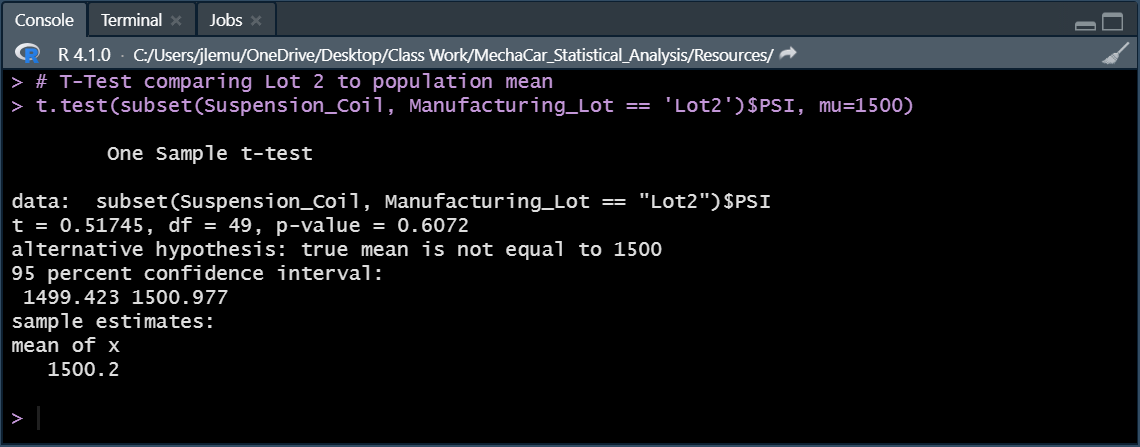 Console Terminal Jobs
R R 4.1.0 · C:/Users/jlemu/OneDrive/Desktop/Class Work/MechaCar_Statistical_Analysis/Resources/
> # T-Test comparing Lot 2 to population mean
> t.test(subset(Suspension_Coil, Manufacturing_Lot == 'Lot2')$PSI, mu=1500)
One Sample t-test
data:  subset(Suspension_Coil, Manufacturing_Lot == "Lot2")$PSI
t = 0.51745, df = 49, p-value = 0.6072
alternative hypothesis: true mean is not equal to 1500
95 percent confidence interval:
1499.423 1500.977
sample estimates:
mean of x
1500.2
>